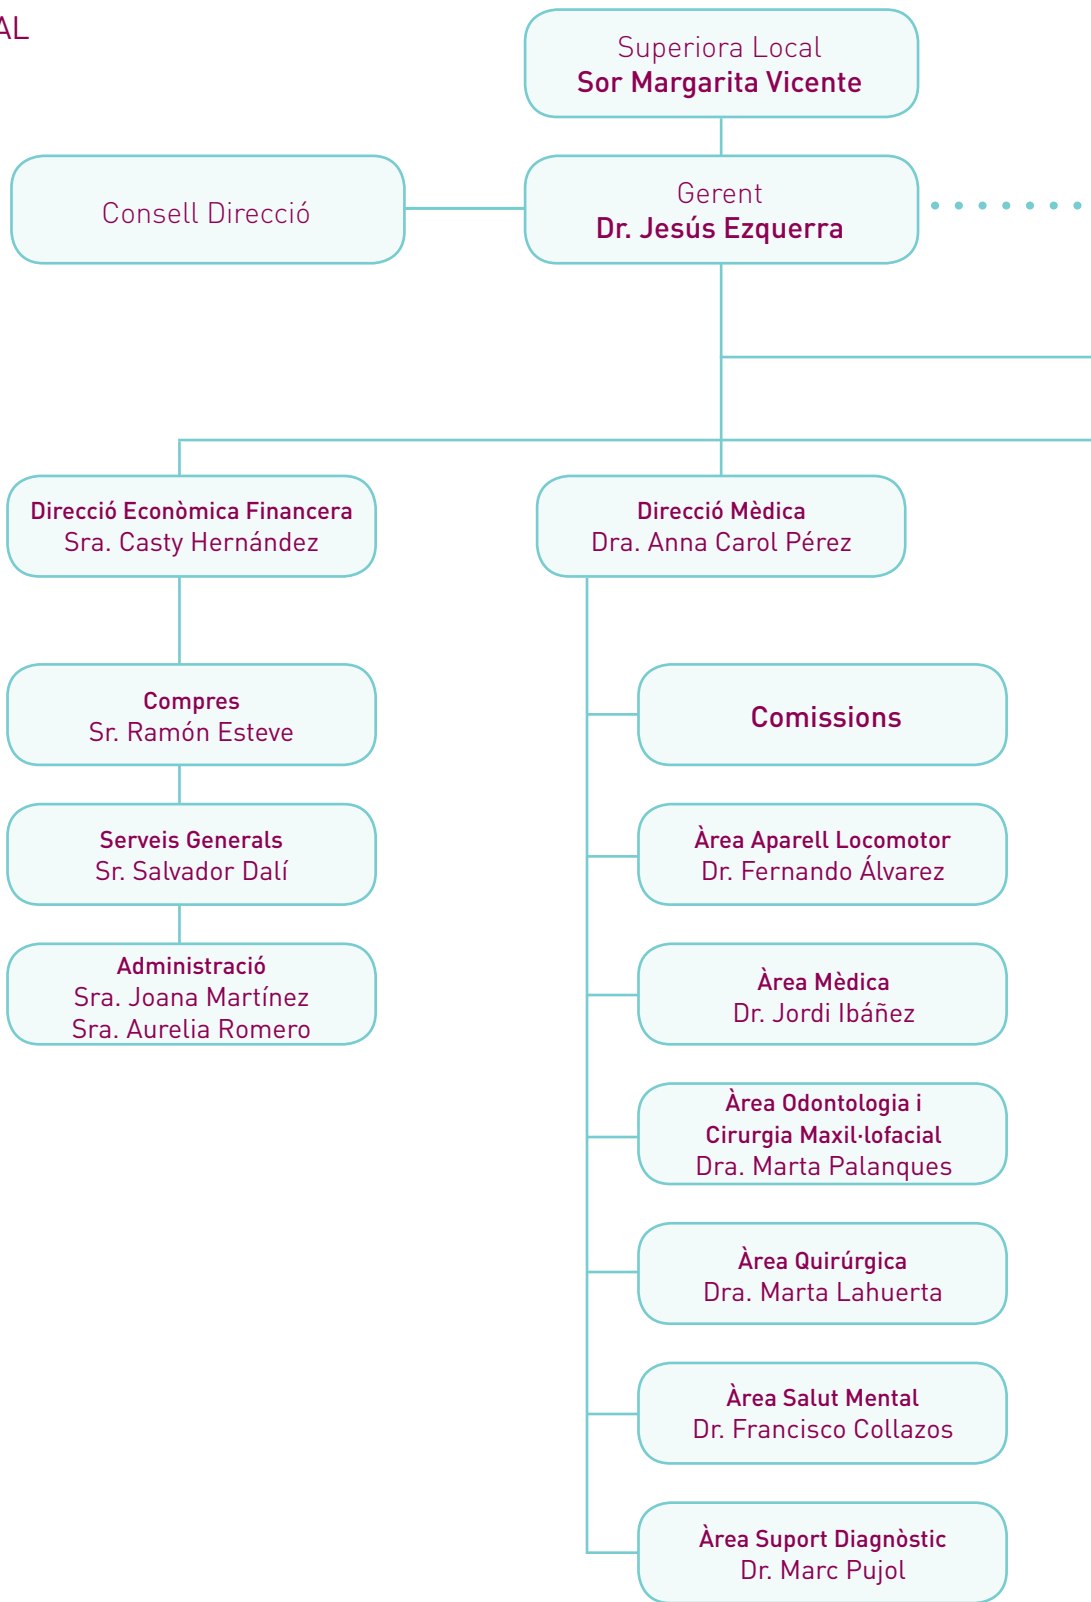 AL
Superiora Local
Sor Margarita Vicente
Consell Direcció
Gerent
Dr. Jesús Ezquerra
Direcció Econòmica Financera
Sra. Casty Hernández
Direcció Mèdica
Dra. Anna Carol Pérez
Compres
Sr. Ramón Esteve
Serveis Generals
Sr. Salvador Dalí
Administració
Sra. Joana Martínez
Sra. Aurelia Romero
Comissions
Àrea Aparell Locomotor
Dr. Fernando Álvarez
Àrea Mèdica
Dr. Jordi Ibáñez
Àrea Odontologia i
Cirurgia Maxil·lofacial
Dra. Marta Palanques
Àrea Quirúrgica
Dra. Marta Lahuerta
Àrea Salut Mental
Dr. Francisco Collazos
Àrea Suport Diagnòstic
Dr. Marc Pujol